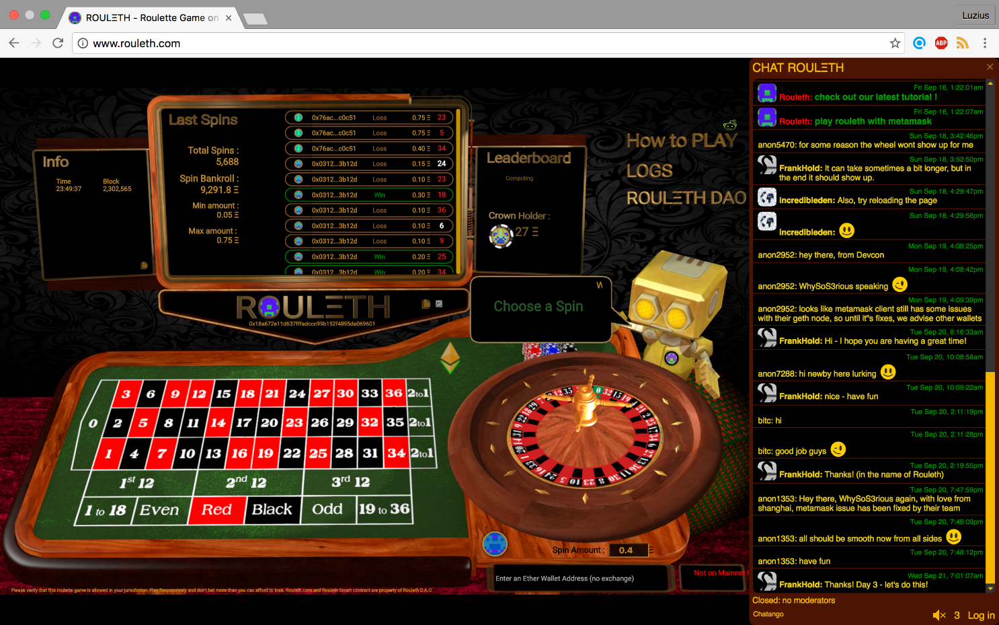 Luzius
ROULΞTH - Roulette Game on
www.rouleth.com
Last Spins
Total Spins :
5,688
Spin Bankroll :
9,291.8 Ξ
Min amount :
0.05 Ξ
Max amount :
0.75 Ξ
0x76ac...c0c51 Loss 0.75 Ξ 23
0x76ac...c0c51 Loss 0.75 Ξ 5
0x76ac...c0c51 Loss 0.40 Ξ 34
0x0312...3b12d Loss 0.15 Ξ 24
0x0312...3b12d Loss 0.10 Ξ 23
0x0312...3b12d Win 0.30 Ξ 18
0x0312...3b12d Loss 0.10 Ξ 36
0x0312...3b12d Loss 0.10 Ξ 6
0x0312...3b12d Loss 0.10 Ξ 9
0x0312...3b12d Win 0.20 Ξ 25
0x0312...3b12d Win 0.20 Ξ 34
Info
Time Block
23:49:37 2,302,565
Leaderboard
Computing
Crown Holder :
27 Ξ
How to PLAY
LOGS
ROULΞTH DAO
ROULΞTH
0x18a672e11d637fffadccc99b152f4895da069601
W
Choose a Spin
3 6 9 12 15 18 21 24 27 30 33 36 2to1
0 2 5 8 11 14 17 20 23 26 29 32 35 2to1
1 4 7 10 13 16 19 22 25 28 31 34 2to1
1st 12 2nd 12 3rd 12
1 to 18 Even Red Black Odd 19 to 36
Spin Amount : 0.4 Ξ
Enter an Ether Wallet Address (no exchange)
Not on Mainnet !
Please verify that this roulette game is allowed in your jurisdiction. Play Responsively and don't bet more than you can afford to lose. Rouleth.com and Rouleth Smart contract are property of Rouleth D.A.O.
CHAT ROULΞTH
Fri Sep 16, 1:22:01am
Rouleth: check out our latest tutorial !
Fri Sep 16, 1:22:07am
Rouleth: play rouleth with metamask
Sun Sep 18, 3:42:46pm
anon5470: for some reason the wheel wont show up for me
Sun Sep 18, 3:52:50pm
FrankHold: It can take sometimes a bit longer, but in
the end it should show up.
Sun Sep 18, 4:29:47pm
incredibleden: Also, try reloading the page
Sun Sep 18, 4:29:56pm
incredibleden:
Mon Sep 19, 4:08:25pm
anon2952: hey there, from Devcon
Mon Sep 19, 4:08:42pm
anon2952: WhySoS3rious speaking
Mon Sep 19, 4:09:39pm
anon2952: looks like metamask client still has some issues
with their geth node, so until it"s fixes, we advise other wallets
Tue Sep 20, 8:16:33am
FrankHold: Hi - I hope you are having a great time!
Tue Sep 20, 10:08:58am
anon7288: hi newby here lurking
Tue Sep 20, 10:09:22am
FrankHold: nice - have fun
Tue Sep 20, 2:11:19pm
bitc: hi
Tue Sep 20, 2:11:28pm
bitc: good job guys
Tue Sep 20, 2:19:55pm
FrankHold: Thanks! (in the name of Rouleth)
Tue Sep 20, 7:47:59pm
anon1353: Hey there, WhySoS3rious again, with love from
shanghai, metamask issue has been fixed by their team
Tue Sep 20, 7:48:09pm
anon1353: all should be smooth now from all sides
Tue Sep 20, 7:48:12pm
anon1353: have fun
Wed Sep 21, 7:01:07am
FrankHold: Thanks! Day 3 - let's do this!
Closed: no moderators
Chatango
3 Log in